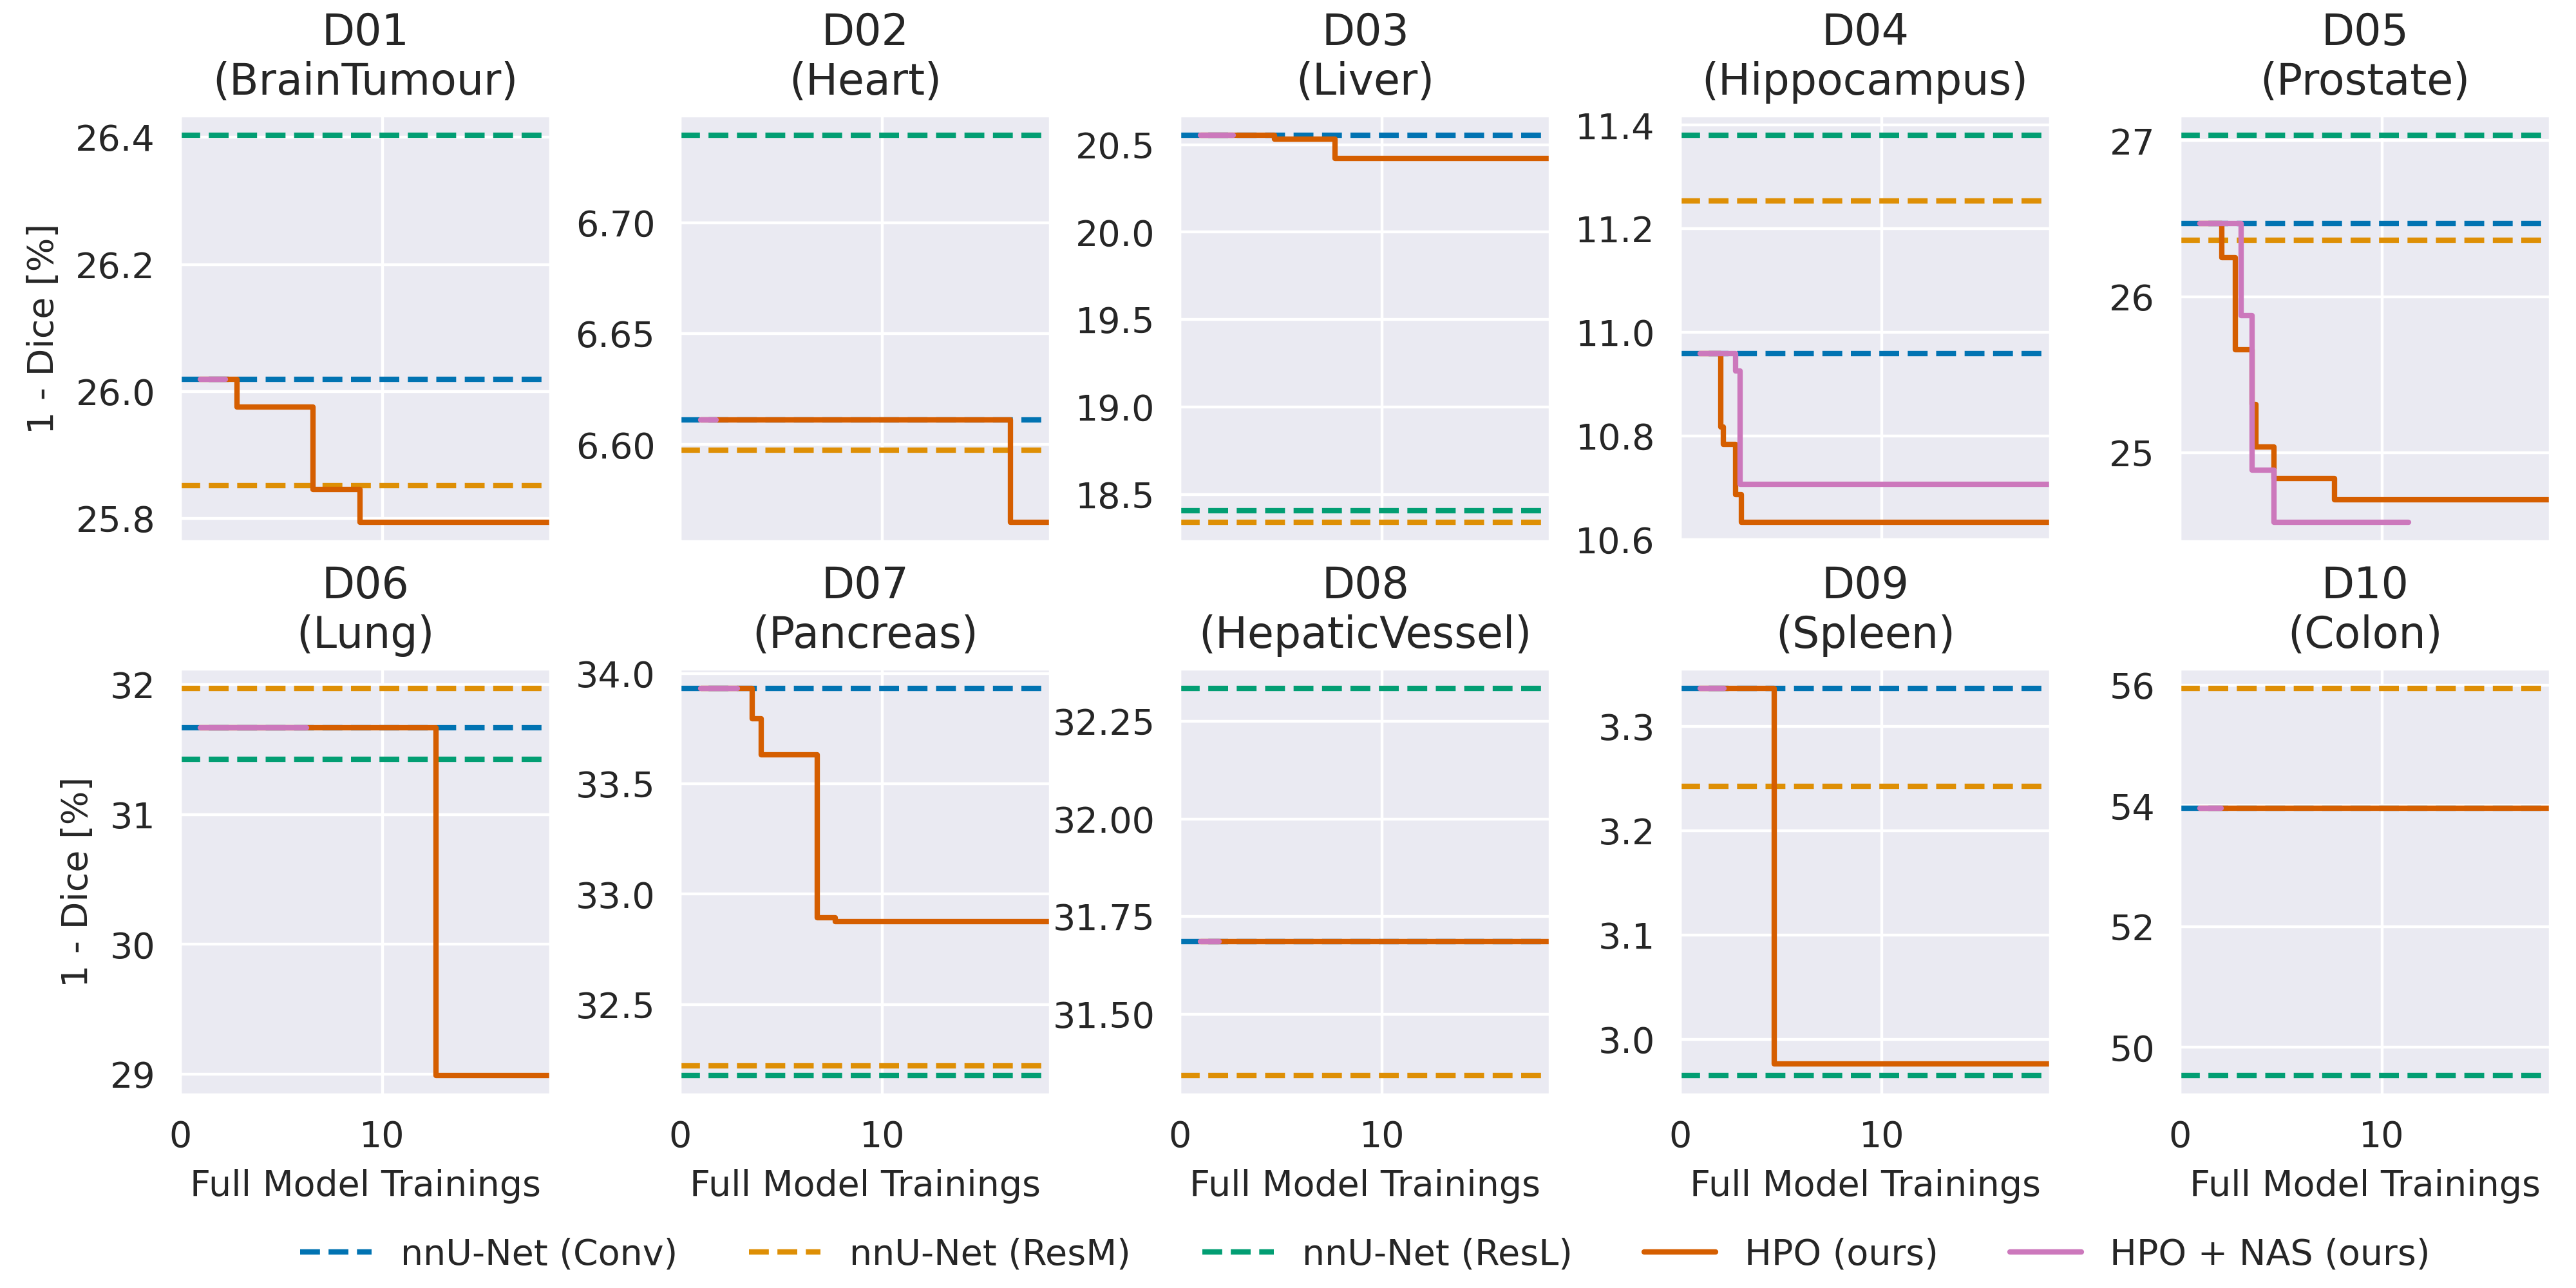 D01
(BrainTumour)
D02
(Heart)
D03
(Liver)
D04
(Hippocampus)
D05
(Prostate)
1 - Dice [%]
26.4
26.2
26.0
25.8
6.70
6.65
6.60
20.5
20.0
19.5
19.0
18.5
11.4
11.2
11.0
10.8
10.6
27
26
25
D06
(Lung)
D07
(Pancreas)
D08
(HepaticVessel)
D09
(Spleen)
D10
(Colon)
1 - Dice [%]
32
31
30
29
34.0
33.5
33.0
32.5
32.25
32.00
31.75
31.50
3.3
3.2
3.1
3.0
56
54
52
50
0 10
0 10
0 10
0 10
0 10
Full Model Trainings
Full Model Trainings
Full Model Trainings
Full Model Trainings
Full Model Trainings
nnU-Net (Conv)
nnU-Net (ResM)
nnU-Net (ResL)
HPO (ours)
HPO + NAS (ours)